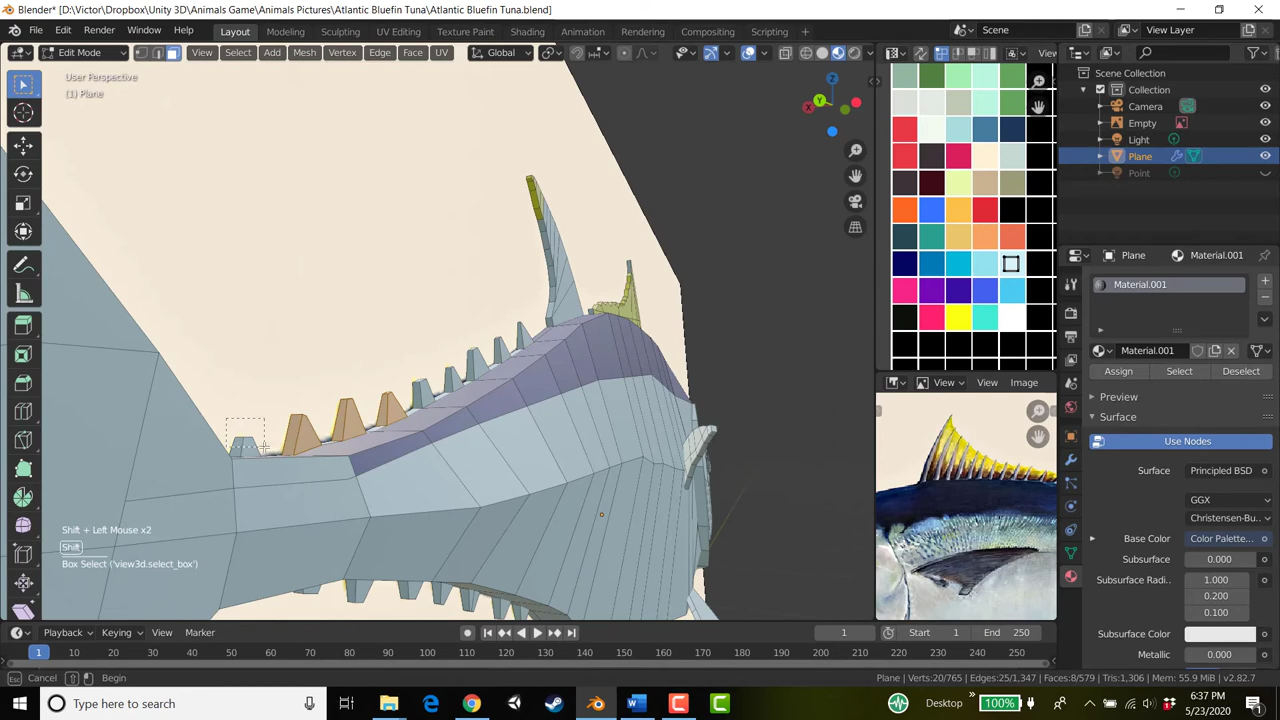 Blender* [D:\Victor\Dropbox\Unity 3D\Animals Game\Animals Pictures\Atlantic Bluefin Tuna.blend]
File Edit Render Window Help Layout Modeling Sculpting UV Editing Texture Paint Shading Animation Rendering Compositing Scripting Scene View Layer
Edit Mode View Select Add Mesh Vertex Edge Face UV Global View
User Perspective
(1) Plane
Scene Collection
Collection
Camera
Empty
Light
Plane
Point
X
Y
Z
Plane Material.001
Material.001
Material.001
Assign Select Deselect
Preview
Surface
Use Nodes
Surface Principled BSD
GGX
Christensen-Bu...
Base Color Color Palette...
Subsurface 0.000
Subsurface Radi... 1.000
0.200
0.100
Subsurface Color
Metallic 0.000
View View Image
Shift + Left Mouse x2
Shift
Box Select ('view3d.select_box')
Playback Keying View Marker 1 Start 1 End 250
1 10 20 30 40 50 60 70 80 90 100 110 120 130 140 150 160 170 180 190 200 210 220 230 240 250
Esc Cancel Begin Plane | Verts:20/765 | Edges:25/1,347 | Faces:8/579 | Tris:1,306 | Mem: 55.9 MiB | v2.82.7
Type here to search Desktop 100% 6:37 PM
5/23/2020